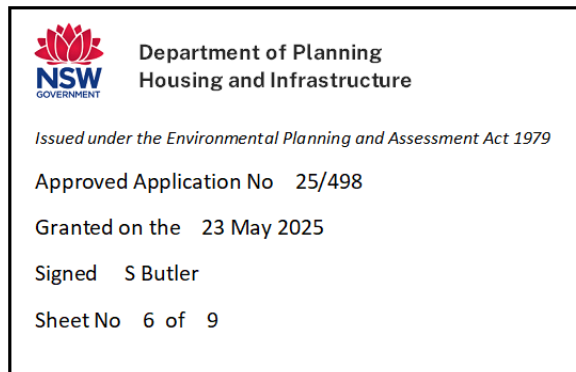 NSW
GOVERNMENT
Department of Planning
Housing and Infrastructure
Issued under the Environmental Planning and Assessment Act 1979
Approved Application No 25/498
Granted on the 23 May 2025
Signed S Butler
Sheet No 6 of 9